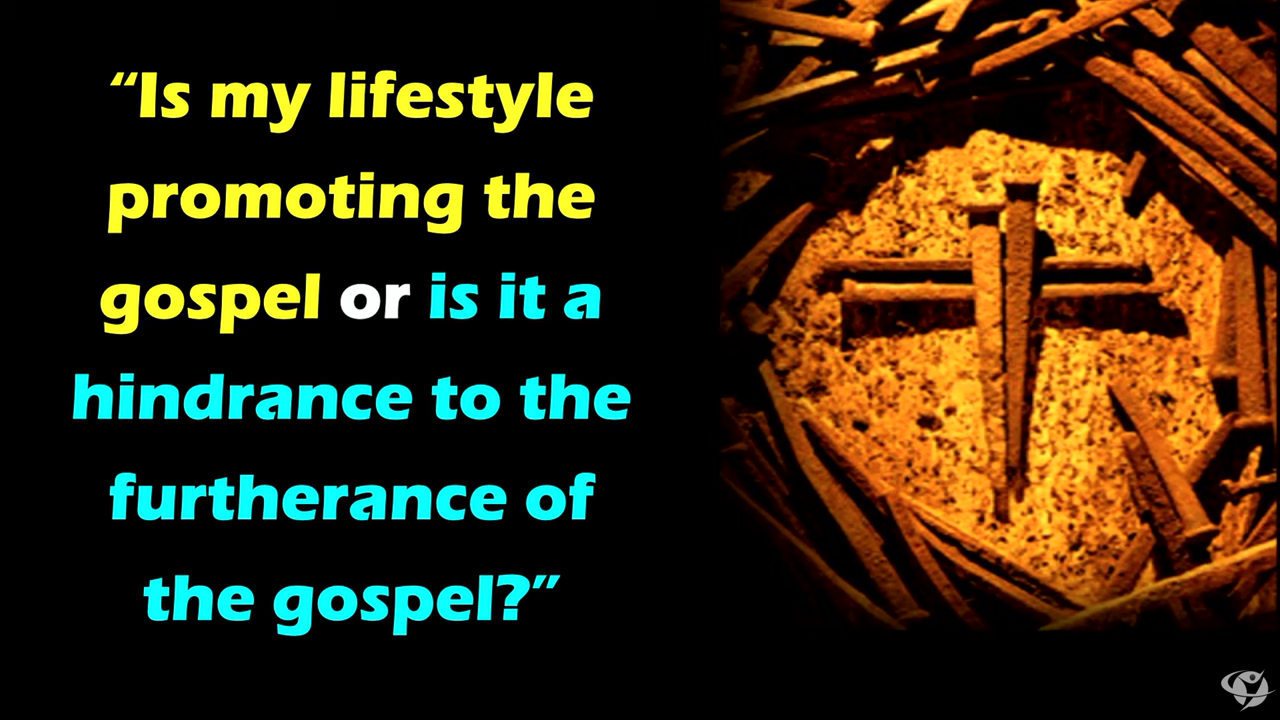 “Is my lifestyle
promoting the
gospel or is it a
hindrance to the
furtherance of
the gospel?”